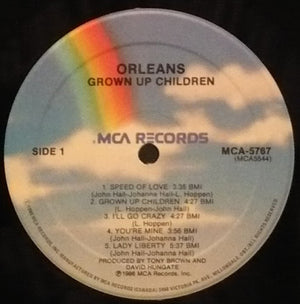 ORLEANS
GROWN UP CHILDREN
MCA RECORDS
SIDE 1
MCA-5767
(MCA5844)
1. SPEED OF LOVE 3:35 BMI
(John Hall-Johanna Hall-L. Hoppen)
2. GROWN UP CHILDREN 4:27 BMI
(L. Hoppen-John Hall)
3. I'LL GO CRAZY 4:27 BMI
(L. Hoppen)
4. YOU'RE MINE 3:56 BMI
(John Hall-Johanna Hall)
5. LADY LIBERTY 5:37 BMI
(John Hall-Johanna Hall)
PRODUCED BY TONY BROWN AND
DAVID HUNGATE
℗1986 MCA Records, Inc.